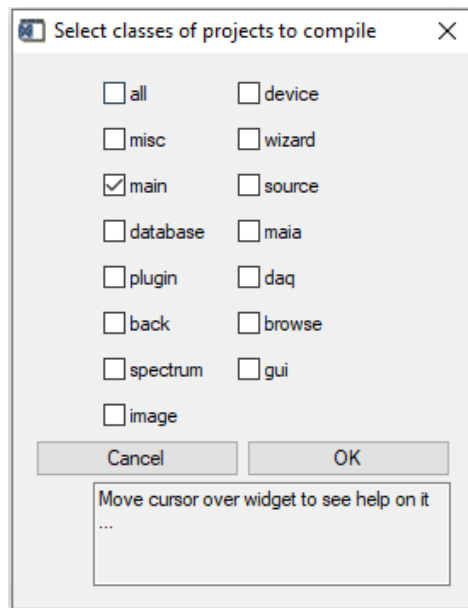 Select classes of projects to compile
all
device
misc
wizard
main
source
database
maia
plugin
daq
back
browse
spectrum
gui
image
Cancel
OK
Move cursor over widget to see help on it
...